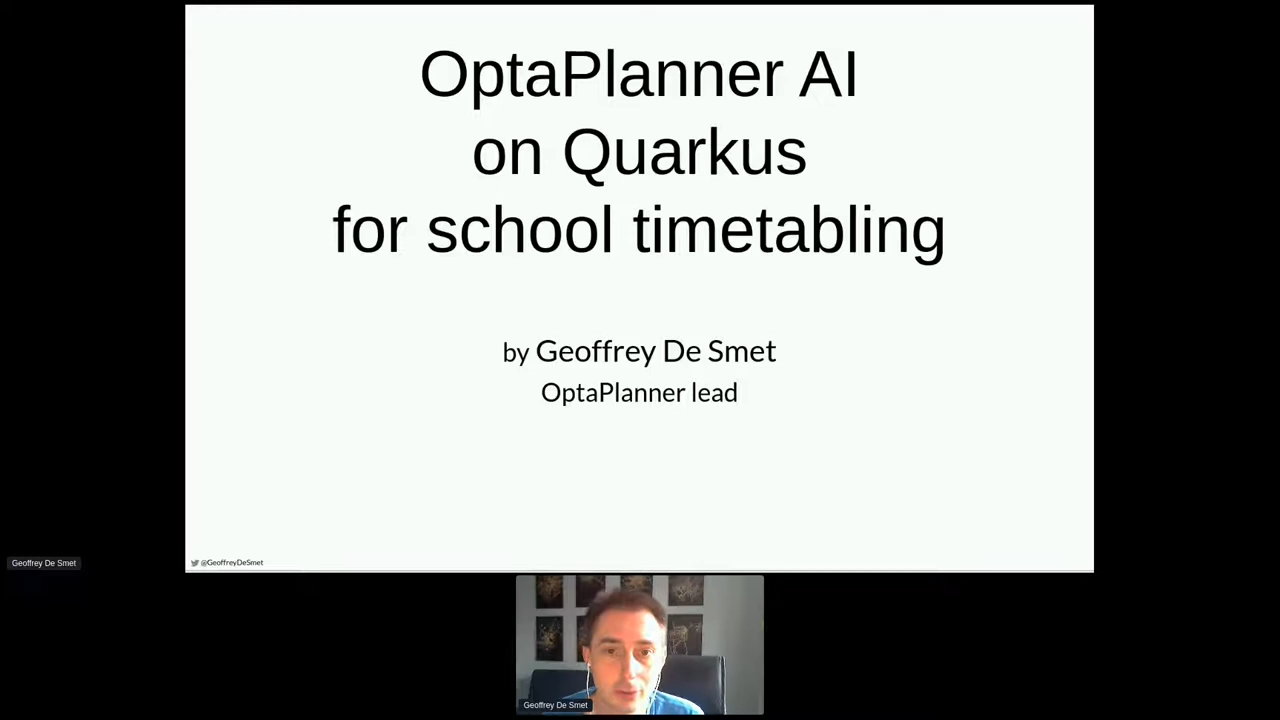 OptaPlanner AI
on Quarkus
for school timetabling
by Geoffrey De Smet
OptaPlanner lead
@GeoffreyDeSmet
Geoffrey De Smet
Geoffrey De Smet